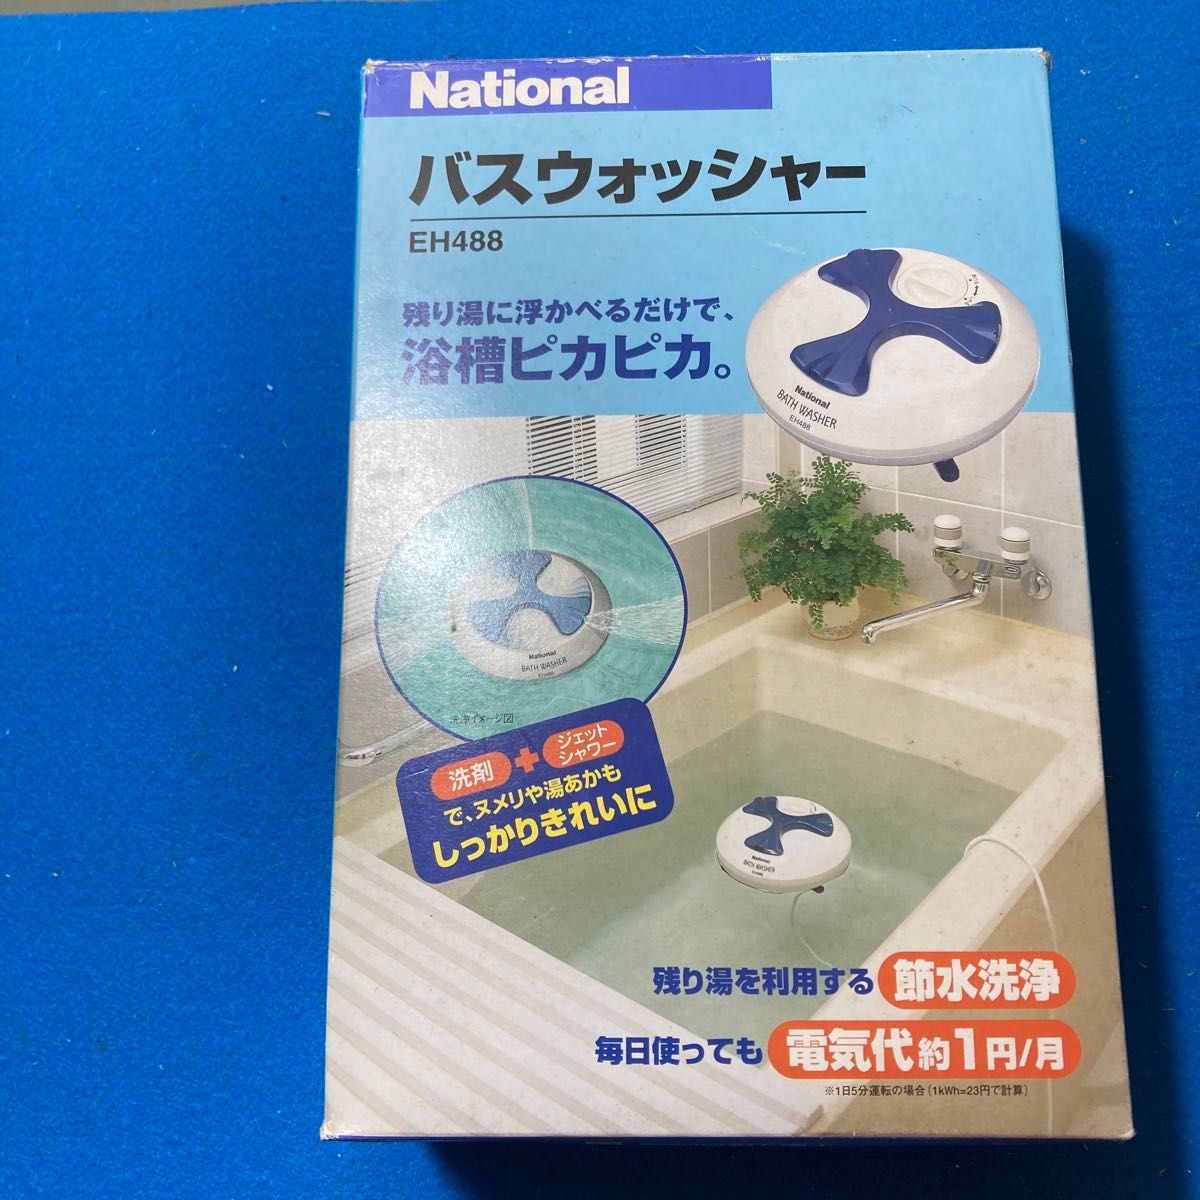 National
バスウォッシャー
EH488
残り湯に浮かべるだけで、
浴槽ピカピカ。
National
BATH WASHER
EH488
National
BATH WASHER
EH488
洗浄イメージ図
洗剤+ジェットシャワー
で、ヌメリや湯あかも
しっかりきれいに
National
BATH WASHER
EH488
残り湯を利用する 節水洗浄
毎日使っても 電気代約1円/月
※1日5分運転の場合(1kWh=23円で計算)